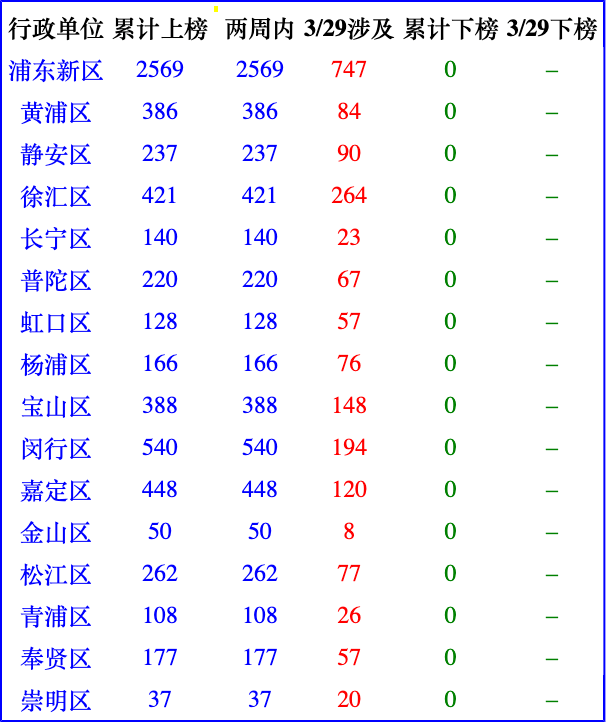 行政单位 累计上榜 两周内 3/29涉及 累计下榜 3/29下榜
浦东新区 2569 2569 747 0 –
黄浦区 386 386 84 0 –
静安区 237 237 90 0 –
徐汇区 421 421 264 0 –
长宁区 140 140 23 0 –
普陀区 220 220 67 0 –
虹口区 128 128 57 0 –
杨浦区 166 166 76 0 –
宝山区 388 388 148 0 –
闵行区 540 540 194 0 –
嘉定区 448 448 120 0 –
金山区 50 50 8 0 –
松江区 262 262 77 0 –
青浦区 108 108 26 0 –
奉贤区 177 177 57 0 –
崇明区 37 37 20 0 –